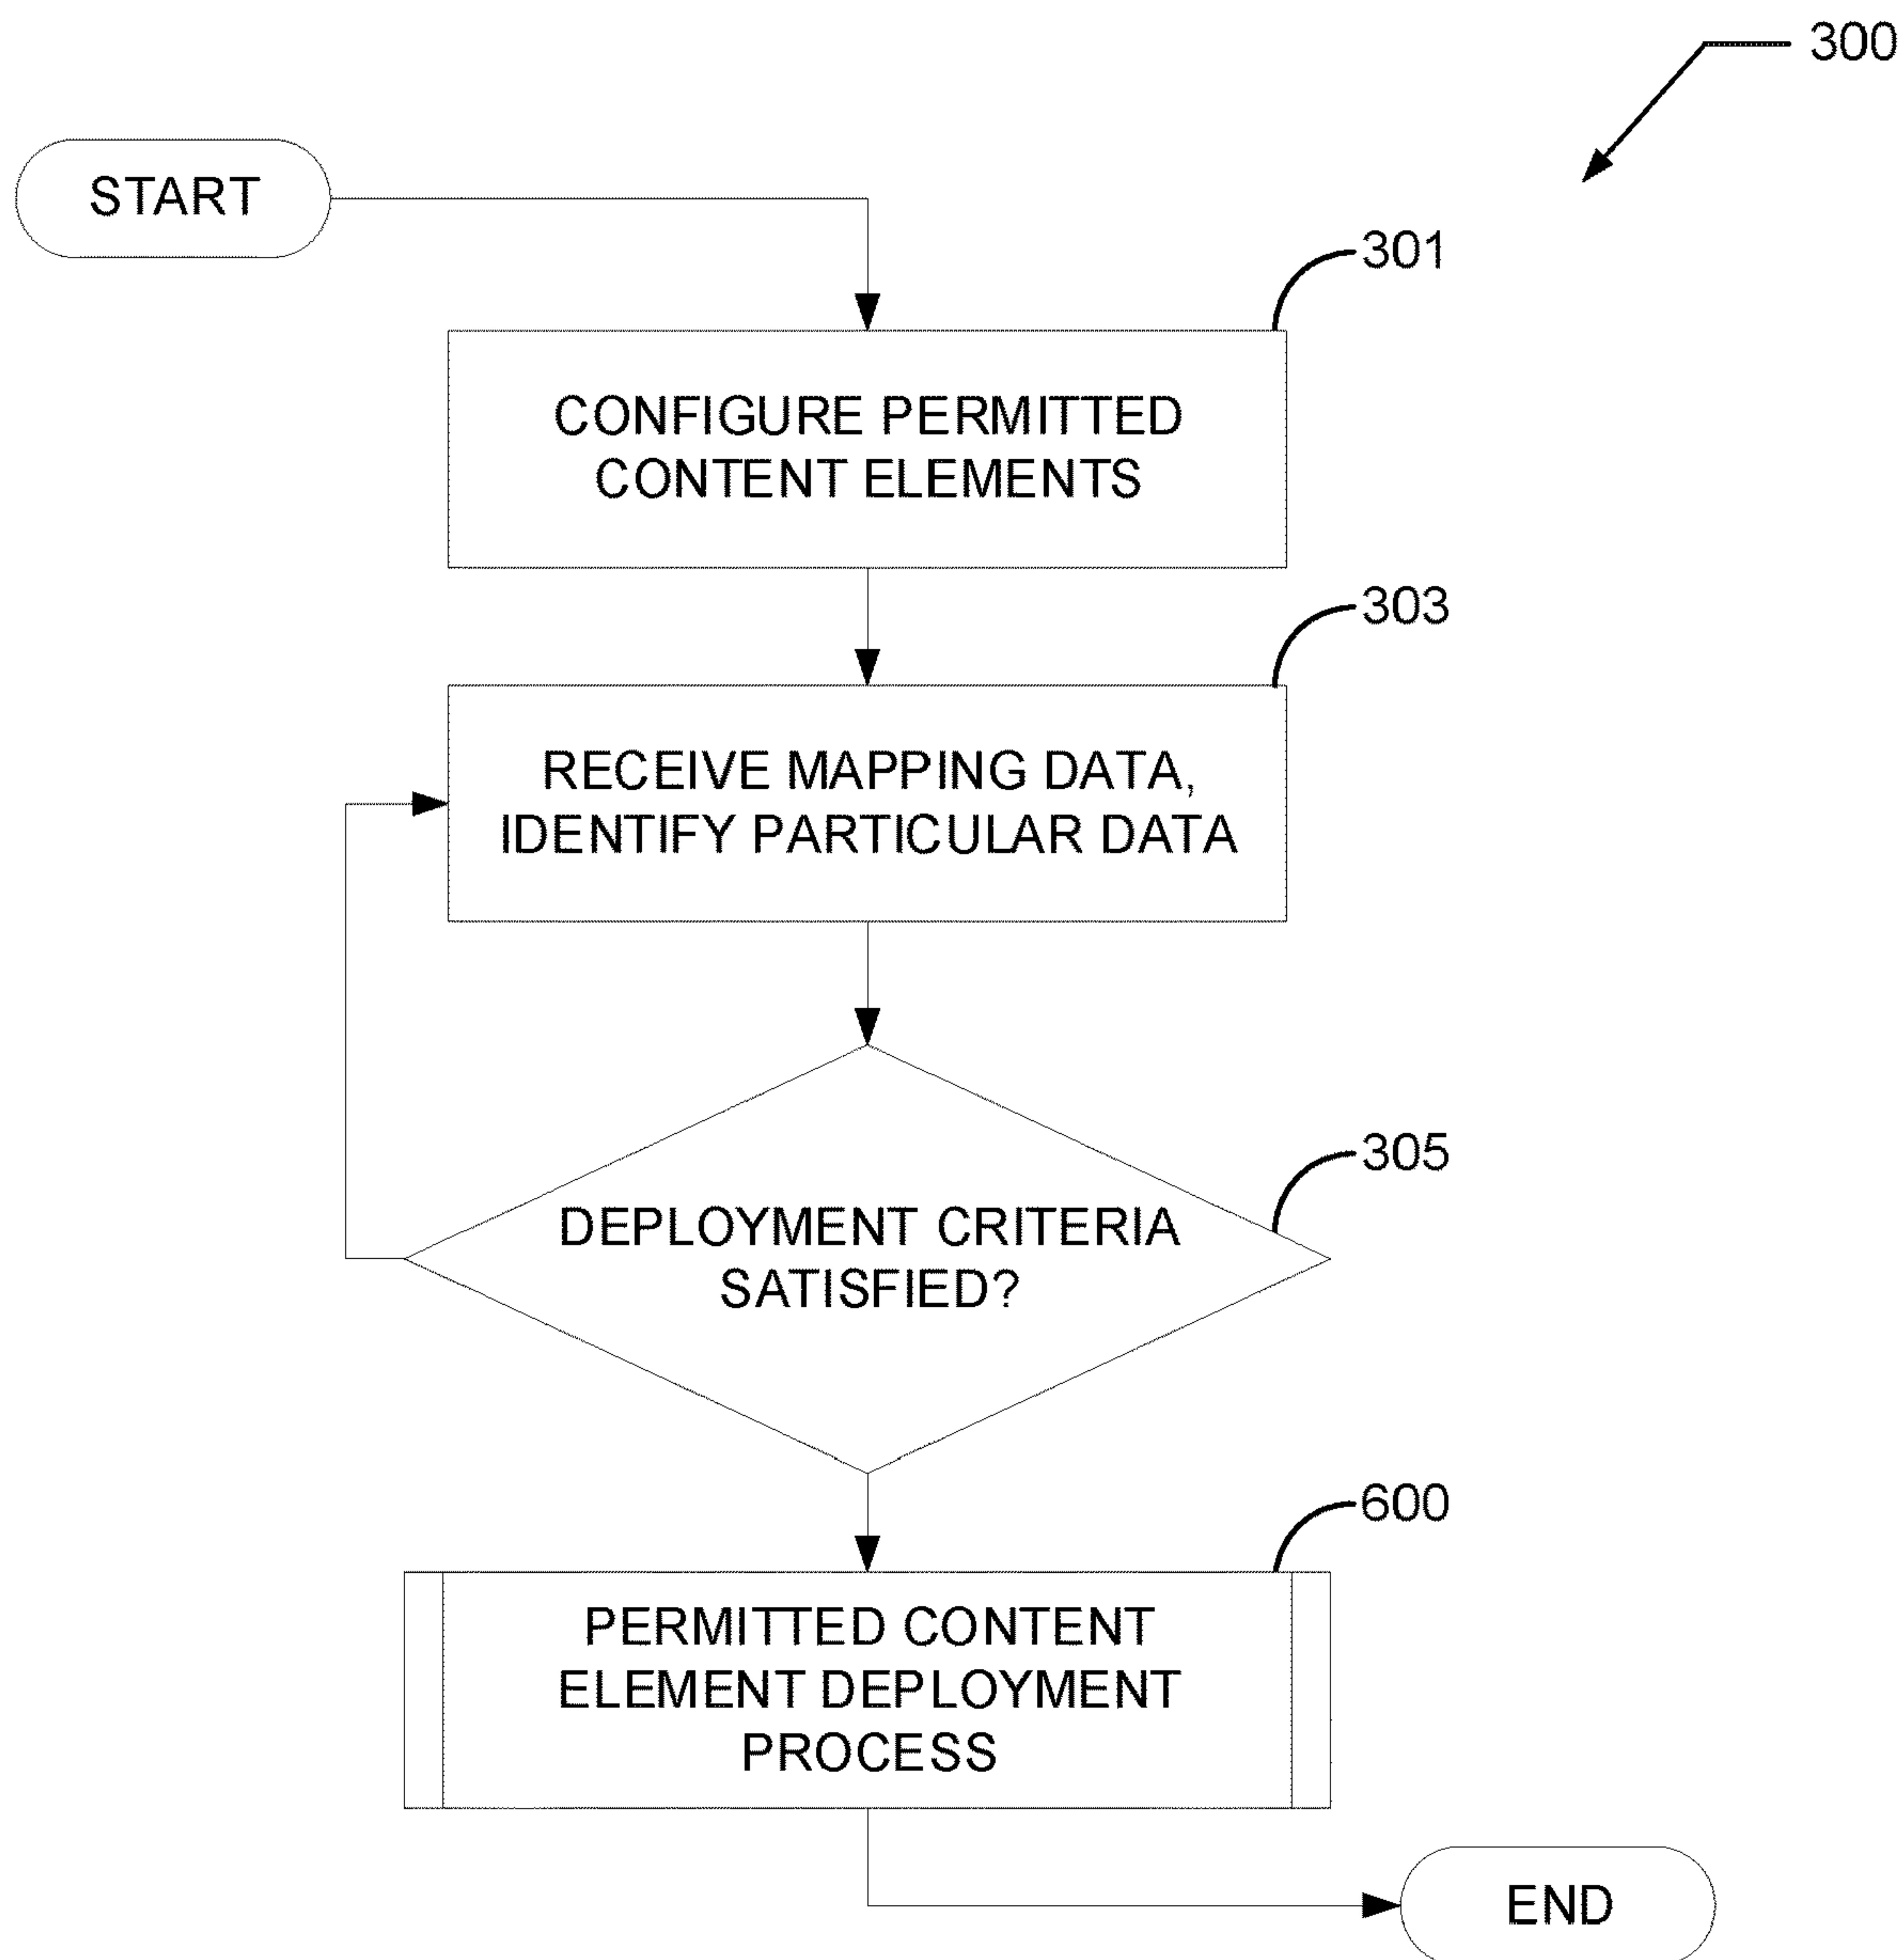 300
START
301
CONFIGURE PERMITTED
CONTENT ELEMENTS
303
RECEIVE MAPPING DATA,
IDENTIFY PARTICULAR DATA
305
DEPLOYMENT CRITERIA
SATISFIED?
600
PERMITTED CONTENT
ELEMENT DEPLOYMENT
PROCESS
END